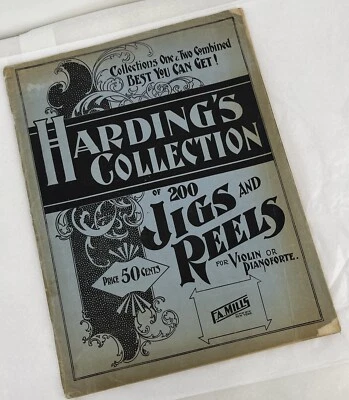 Collections One & Two Combined
BEST YOU CAN GET!
HARDING'S
COLLECTION
OF 200
JIGS AND
REELS
FOR VIOLIN OR
PIANOFORTE.
PRICE 50 CENTS
F.A. MILLS